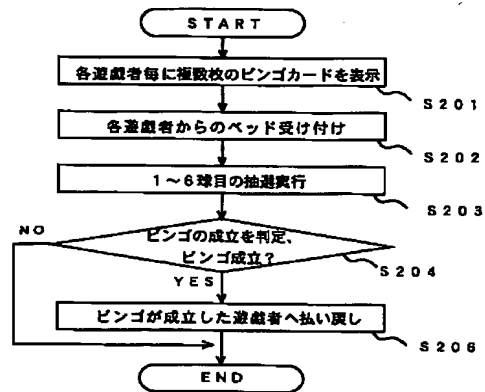 START
各遊戯者毎に複数枚のビンゴカードを表示
S201
各遊戯者からのベッド受け付け
S202
1～6球目の抽選実行
S203
NO
ビンゴの成立を判定、
ビンゴ成立？
S204
YES
ビンゴが成立した遊戯者へ払い戻し
S206
END